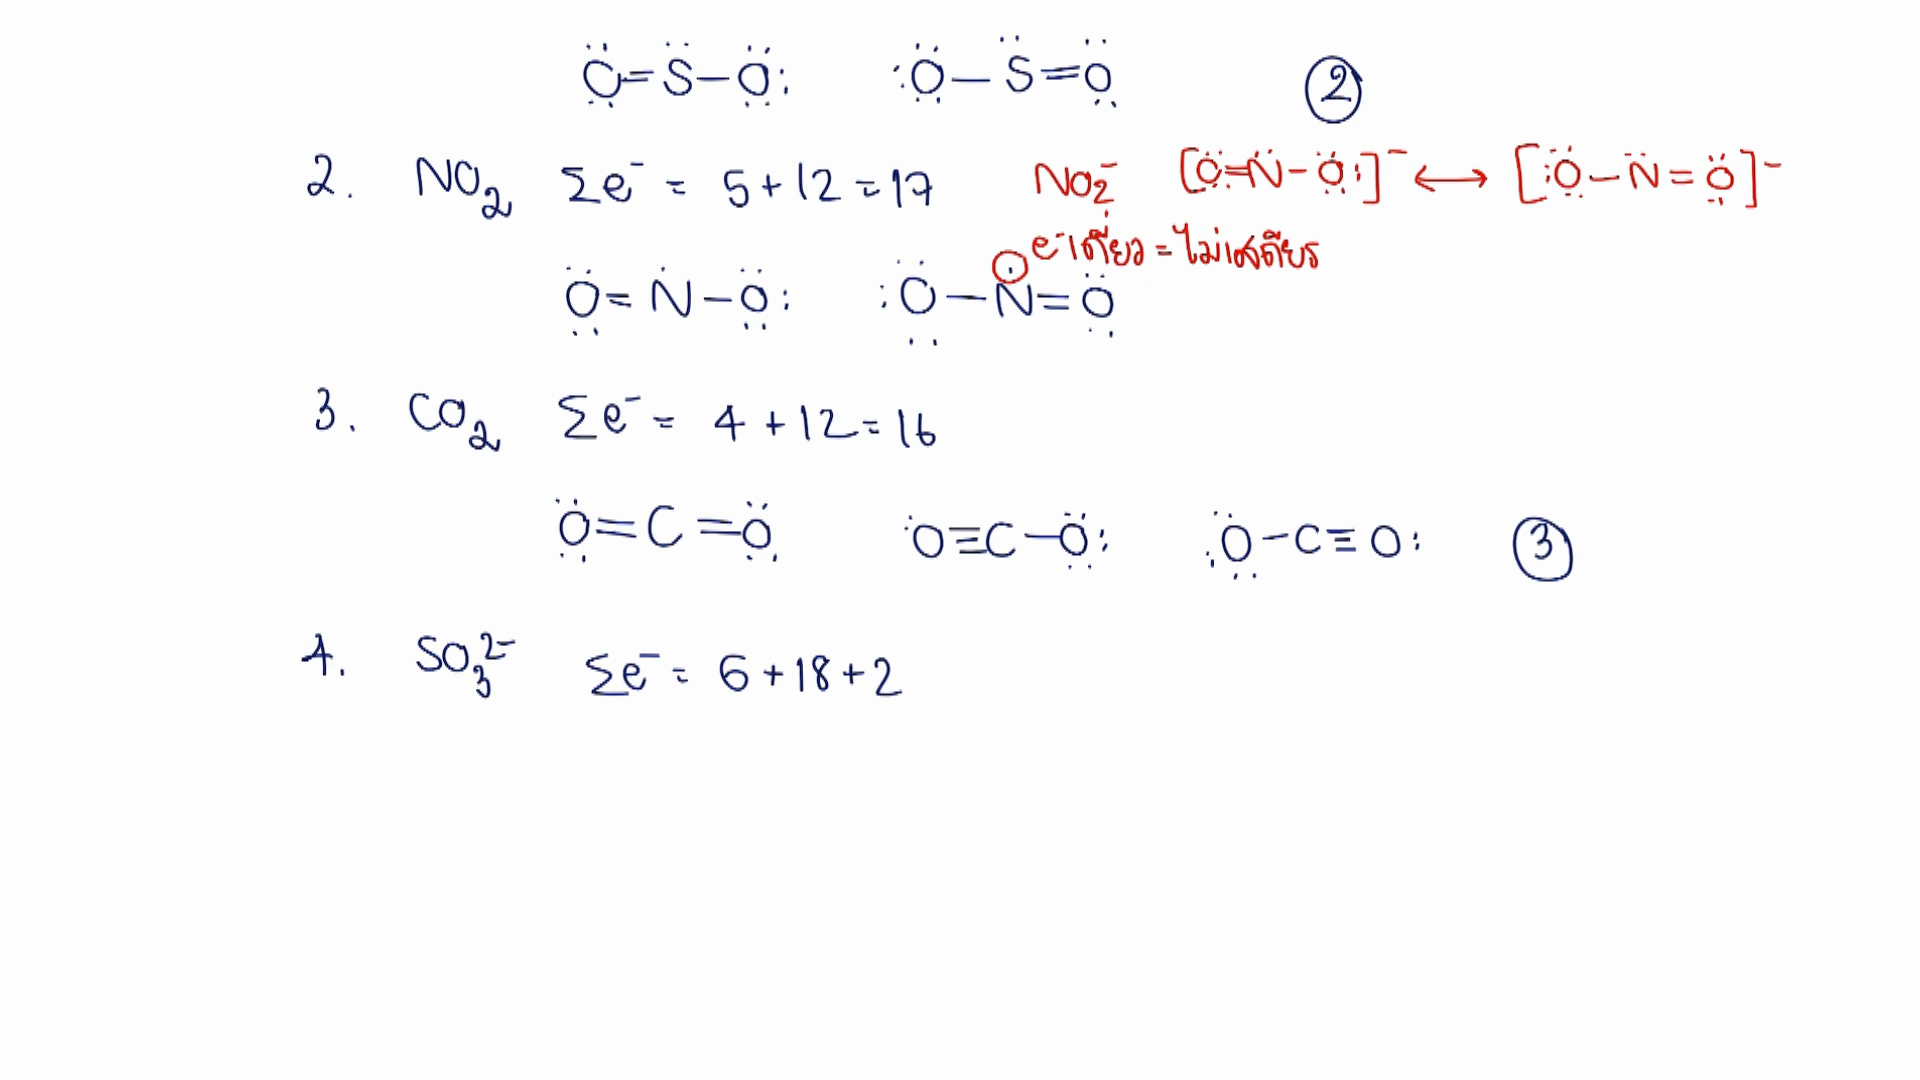 O=S–O: :O–S=O ②
2. NO₂ Σe⁻ = 5+12=17 NO₂⁻ [O=N–O:]⁻ ↔ [:O–N=O]⁻
e⁻เดี่ยว = ไม่เสถียร
O=N–O: :O–N=O
3. CO₂ Σe⁻ = 4+12=16
O=C=O :O≡C–O: :O–C≡O: ③
4. SO₃²⁻ Σe⁻ = 6+18+2